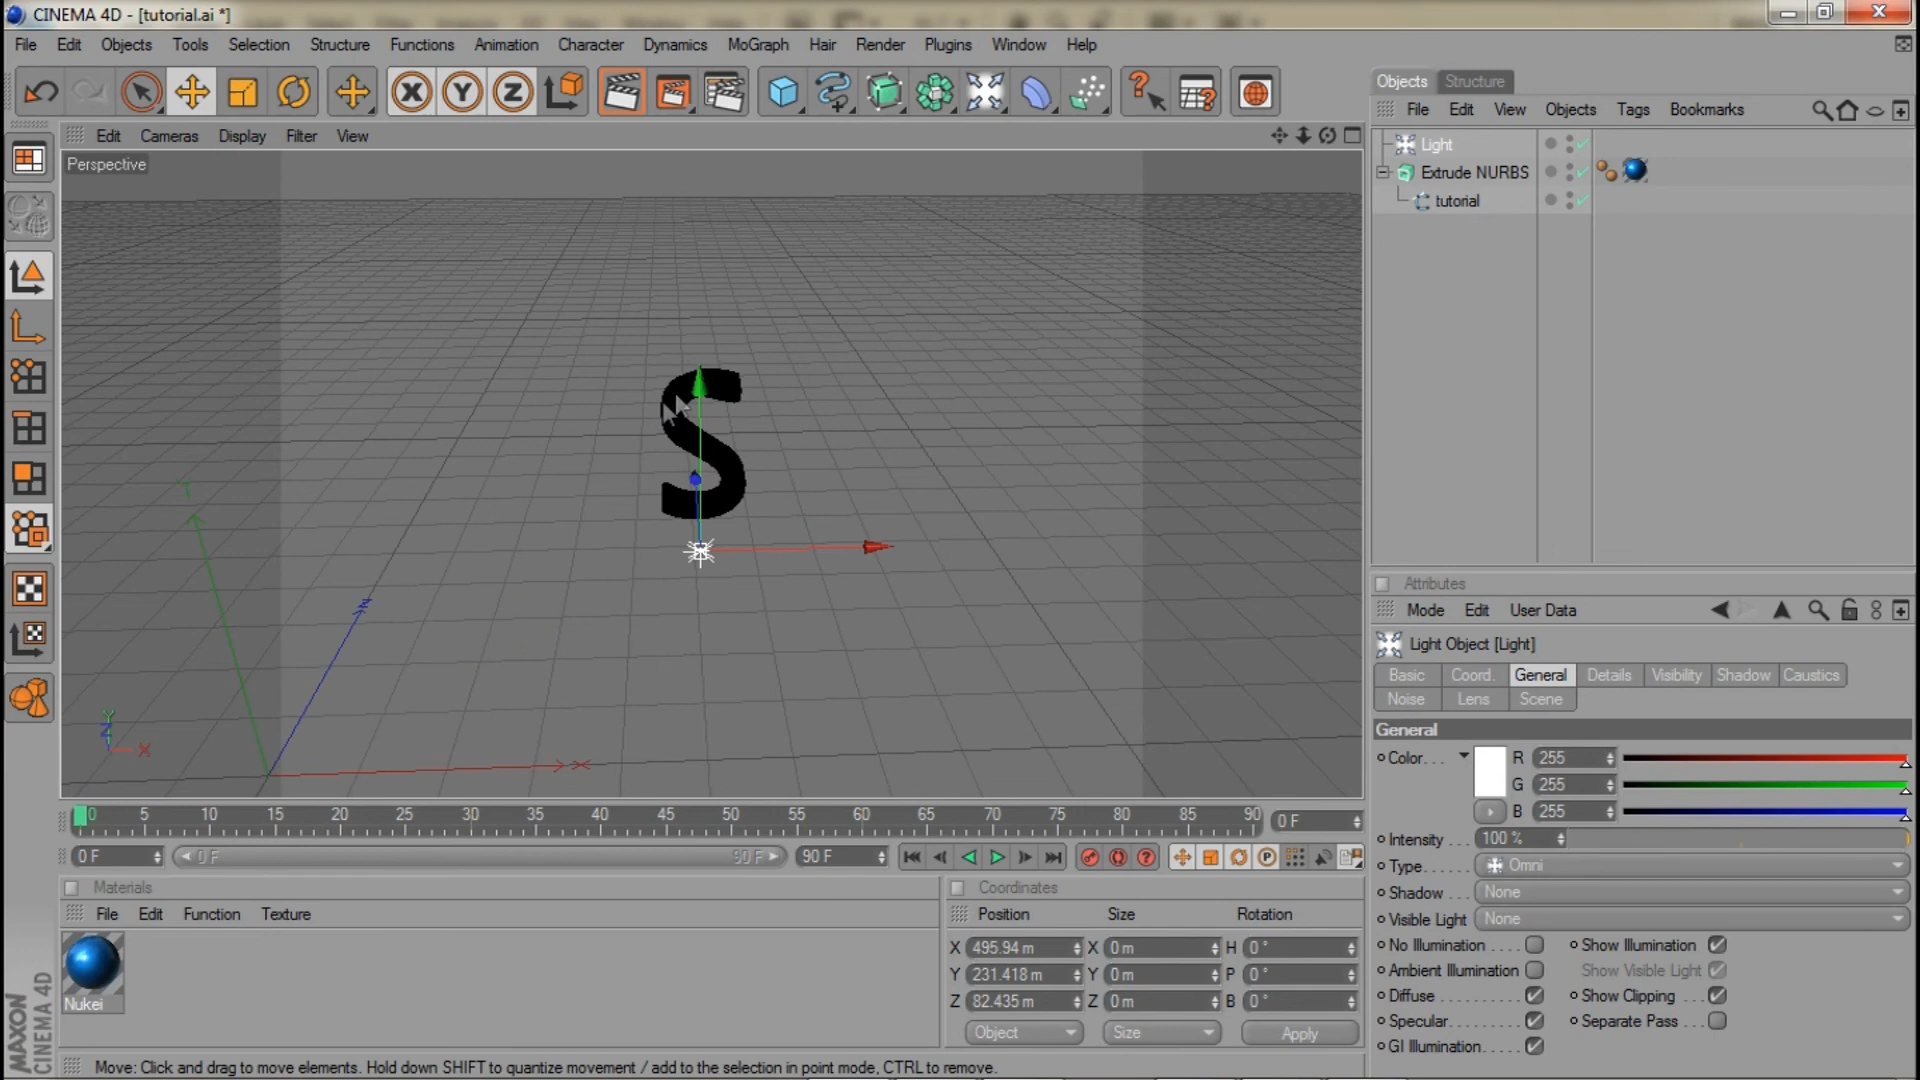 CINEMA 4D - [tutorial.ai *]
File Edit Objects Tools Selection Structure Functions Animation Character Dynamics MoGraph Hair Render Plugins Window Help
Objects Structure
File Edit View Objects Tags Bookmarks
Edit Cameras Display Filter View
Perspective
Light
Extrude NURBS
tutorial
S
Y
Z
X
Y
Z
X
Attributes
Mode Edit User Data
Light Object [Light]
Basic Coord. General Details Visibility Shadow Caustics
Noise Lens Scene
General
Color. . . R 255
G 255
B 255
Intensity . . . 100 %
Type. . . . . . Omni
Shadow . . . None
Visible Light None
No Illumination . . . . Show Illumination
Ambient Illumination Show Visible Light
Diffuse . . . . . . . . . Show Clipping . . .
Specular. . . . . . . . Separate Pass . . .
GI Illumination. . . . .
0 5 10 15 20 25 30 35 40 45 50 55 60 65 70 75 80 85 90 0 F
0 F 0 F 90 F 90 F
Materials
File Edit Function Texture
Nukei
Coordinates
Position Size Rotation
X 495.94 m X 0 m H 0 °
Y 231.418 m Y 0 m P 0 °
Z 82.435 m Z 0 m B 0 °
Object Size Apply
MAXON
CINEMA 4D
Move: Click and drag to move elements. Hold down SHIFT to quantize movement / add to the selection in point mode, CTRL to remove.